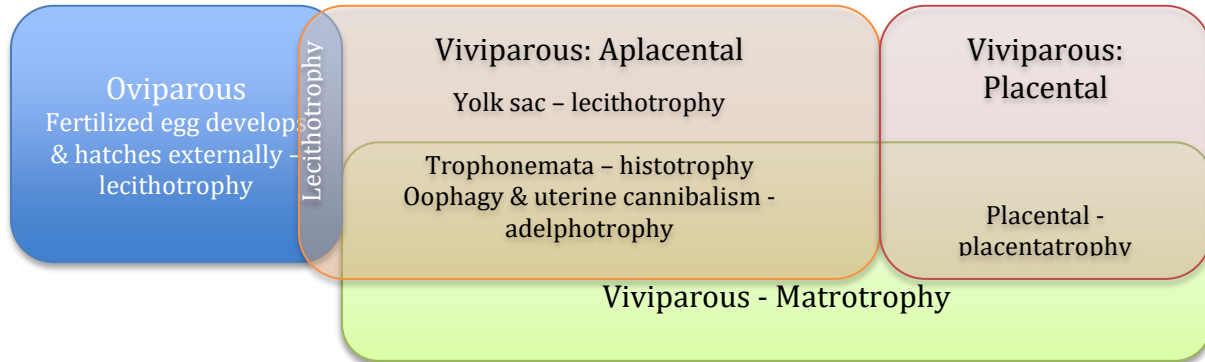 Oviparous
Fertilized egg develops
& hatches externally –
lecithotrophy
Lecithotrophy
Viviparous: Aplacental
Yolk sac – lecithotrophy
Trophonemata – histotrophy
Oophagy & uterine cannibalism -
adelphotrophy
Viviparous:
Placental
Placental -
placentatrophy
Viviparous - Matrotrophy